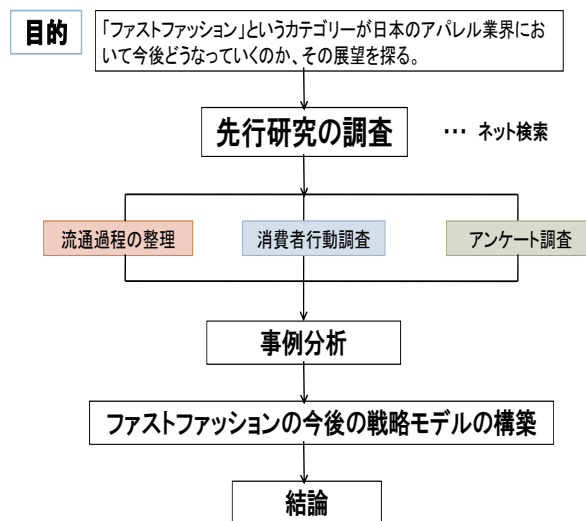 目的
「ファストファッション」というカテゴリーが日本のアパレル業界にお
いて今後どうなっていくのか、その展望を探る。
先行研究の調査
… ネット検索
流通過程の整理
消費者行動調査
アンケート調査
事例分析
ファストファッションの今後の戦略モデルの構築
結論